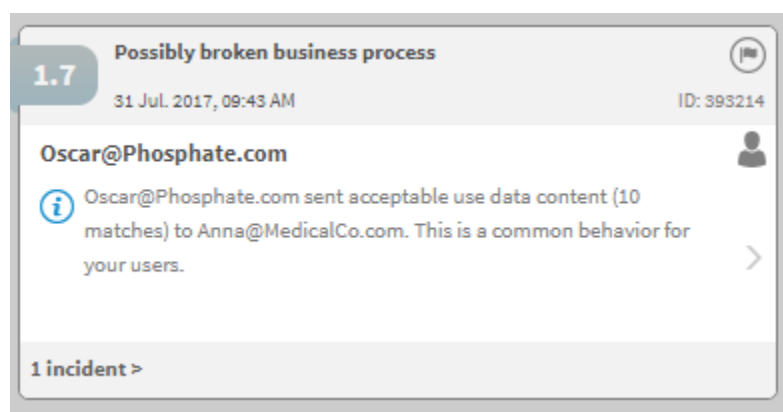 1.7
Possibly broken business process
31 Jul. 2017, 09:43 AM
ID: 393214
Oscar@Phosphate.com
Oscar@Phosphate.com sent acceptable use data content (10
matches) to Anna@MedicalCo.com. This is a common behavior for
your users.
1 incident >